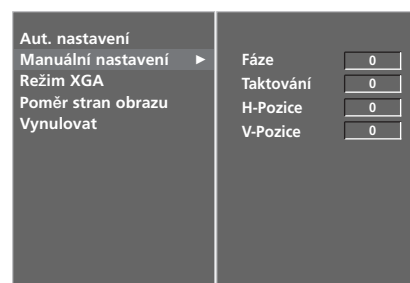 Aut. nastavení
Manuální nastavení ►
Režim XGA
Poměr stran obrazu
Vynulovat
Fáze 0
Taktování 0
H-Pozice 0
V-Pozice 0